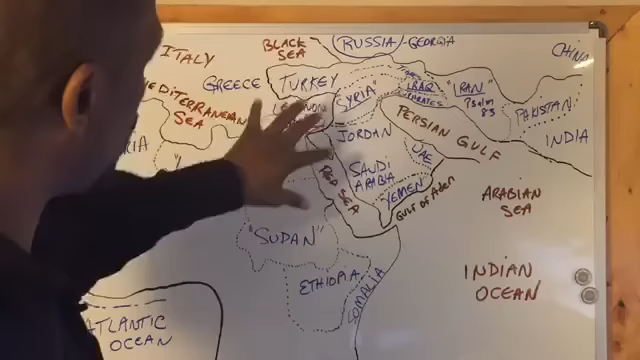 ITALY
BLACK
SEA
RUSSIA
GEORGIA
CHINA
GREECE
TURKEY
MEDITERRANEAN
SEA
LEBANON
SYRIA"
IRAQ
EUPHRATES
"IRAN"
Psalm
83
PAKISTAN
INDIA
JORDAN
PERSIAN GULF
UAE
RED SEA
SAUDI
ARABIA
YEMEN
GULF OF Aden
ARABIAN
SEA
"SUDAN"
ETHIOPIA
SOMALIA
INDIAN
OCEAN
ATLANTIC
OCEAN